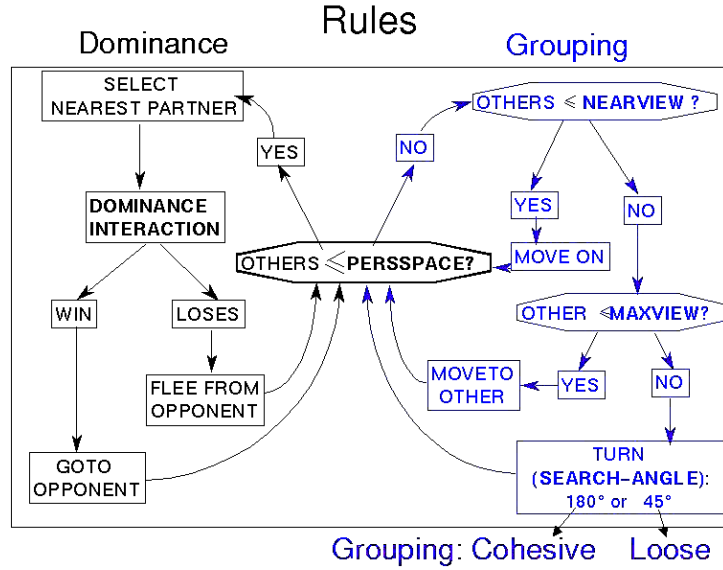 Rules
Dominance
Grouping
SELECT
NEAREST PARTNER
OTHERS ⩽ NEARVIEW ?
YES
NO
DOMINANCE
INTERACTION
YES
NO
OTHERS ⩽ PERSSPACE?
MOVE ON
WIN
LOSES
OTHER ⩽MAXVIEW?
FLEE FROM
OPPONENT
MOVETO
OTHER
YES
NO
GOTO
OPPONENT
TURN
(SEARCH-ANGLE):
180° or 45°
Grouping: Cohesive Loose